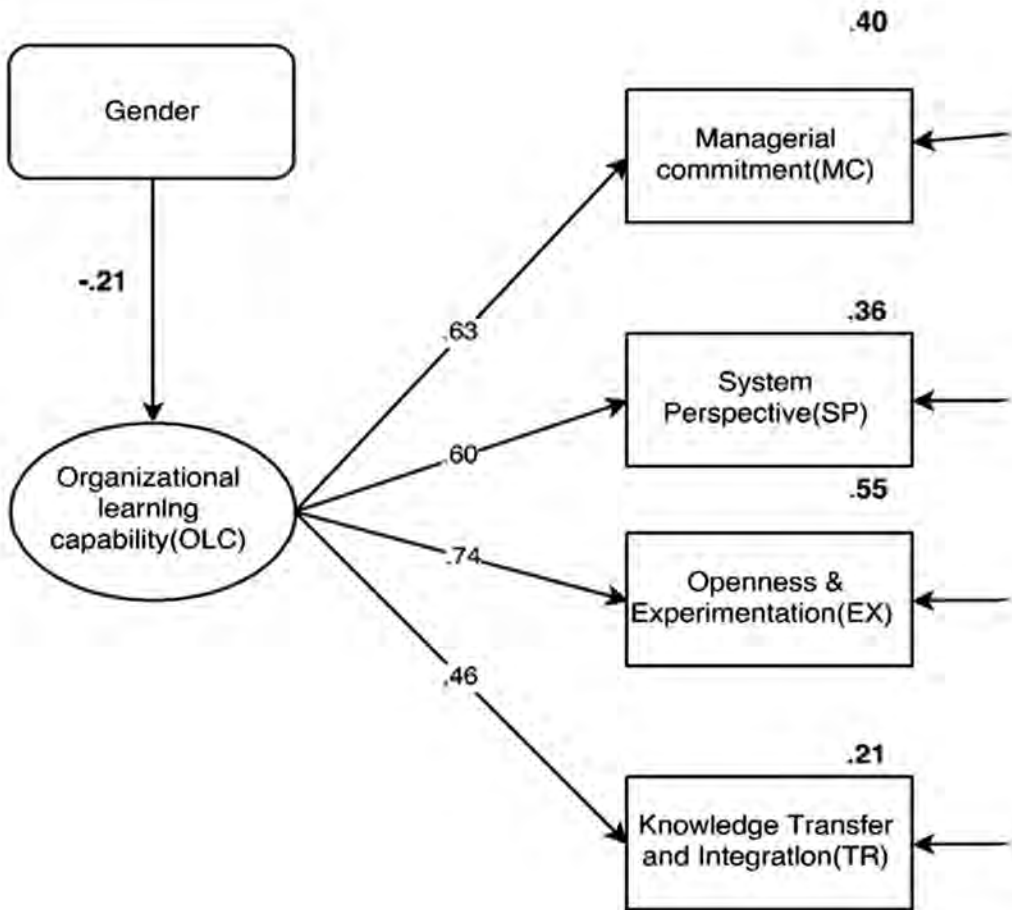 .40
Gender
Managerial
commitment(MC)
-.21
.63
.36
System
Perspective(SP)
.60
Organizational
learning
capability(OLC)
.55
.74
Openness &
Experimentation(EX)
.46
.21
Knowledge Transfer
and Integration(TR)